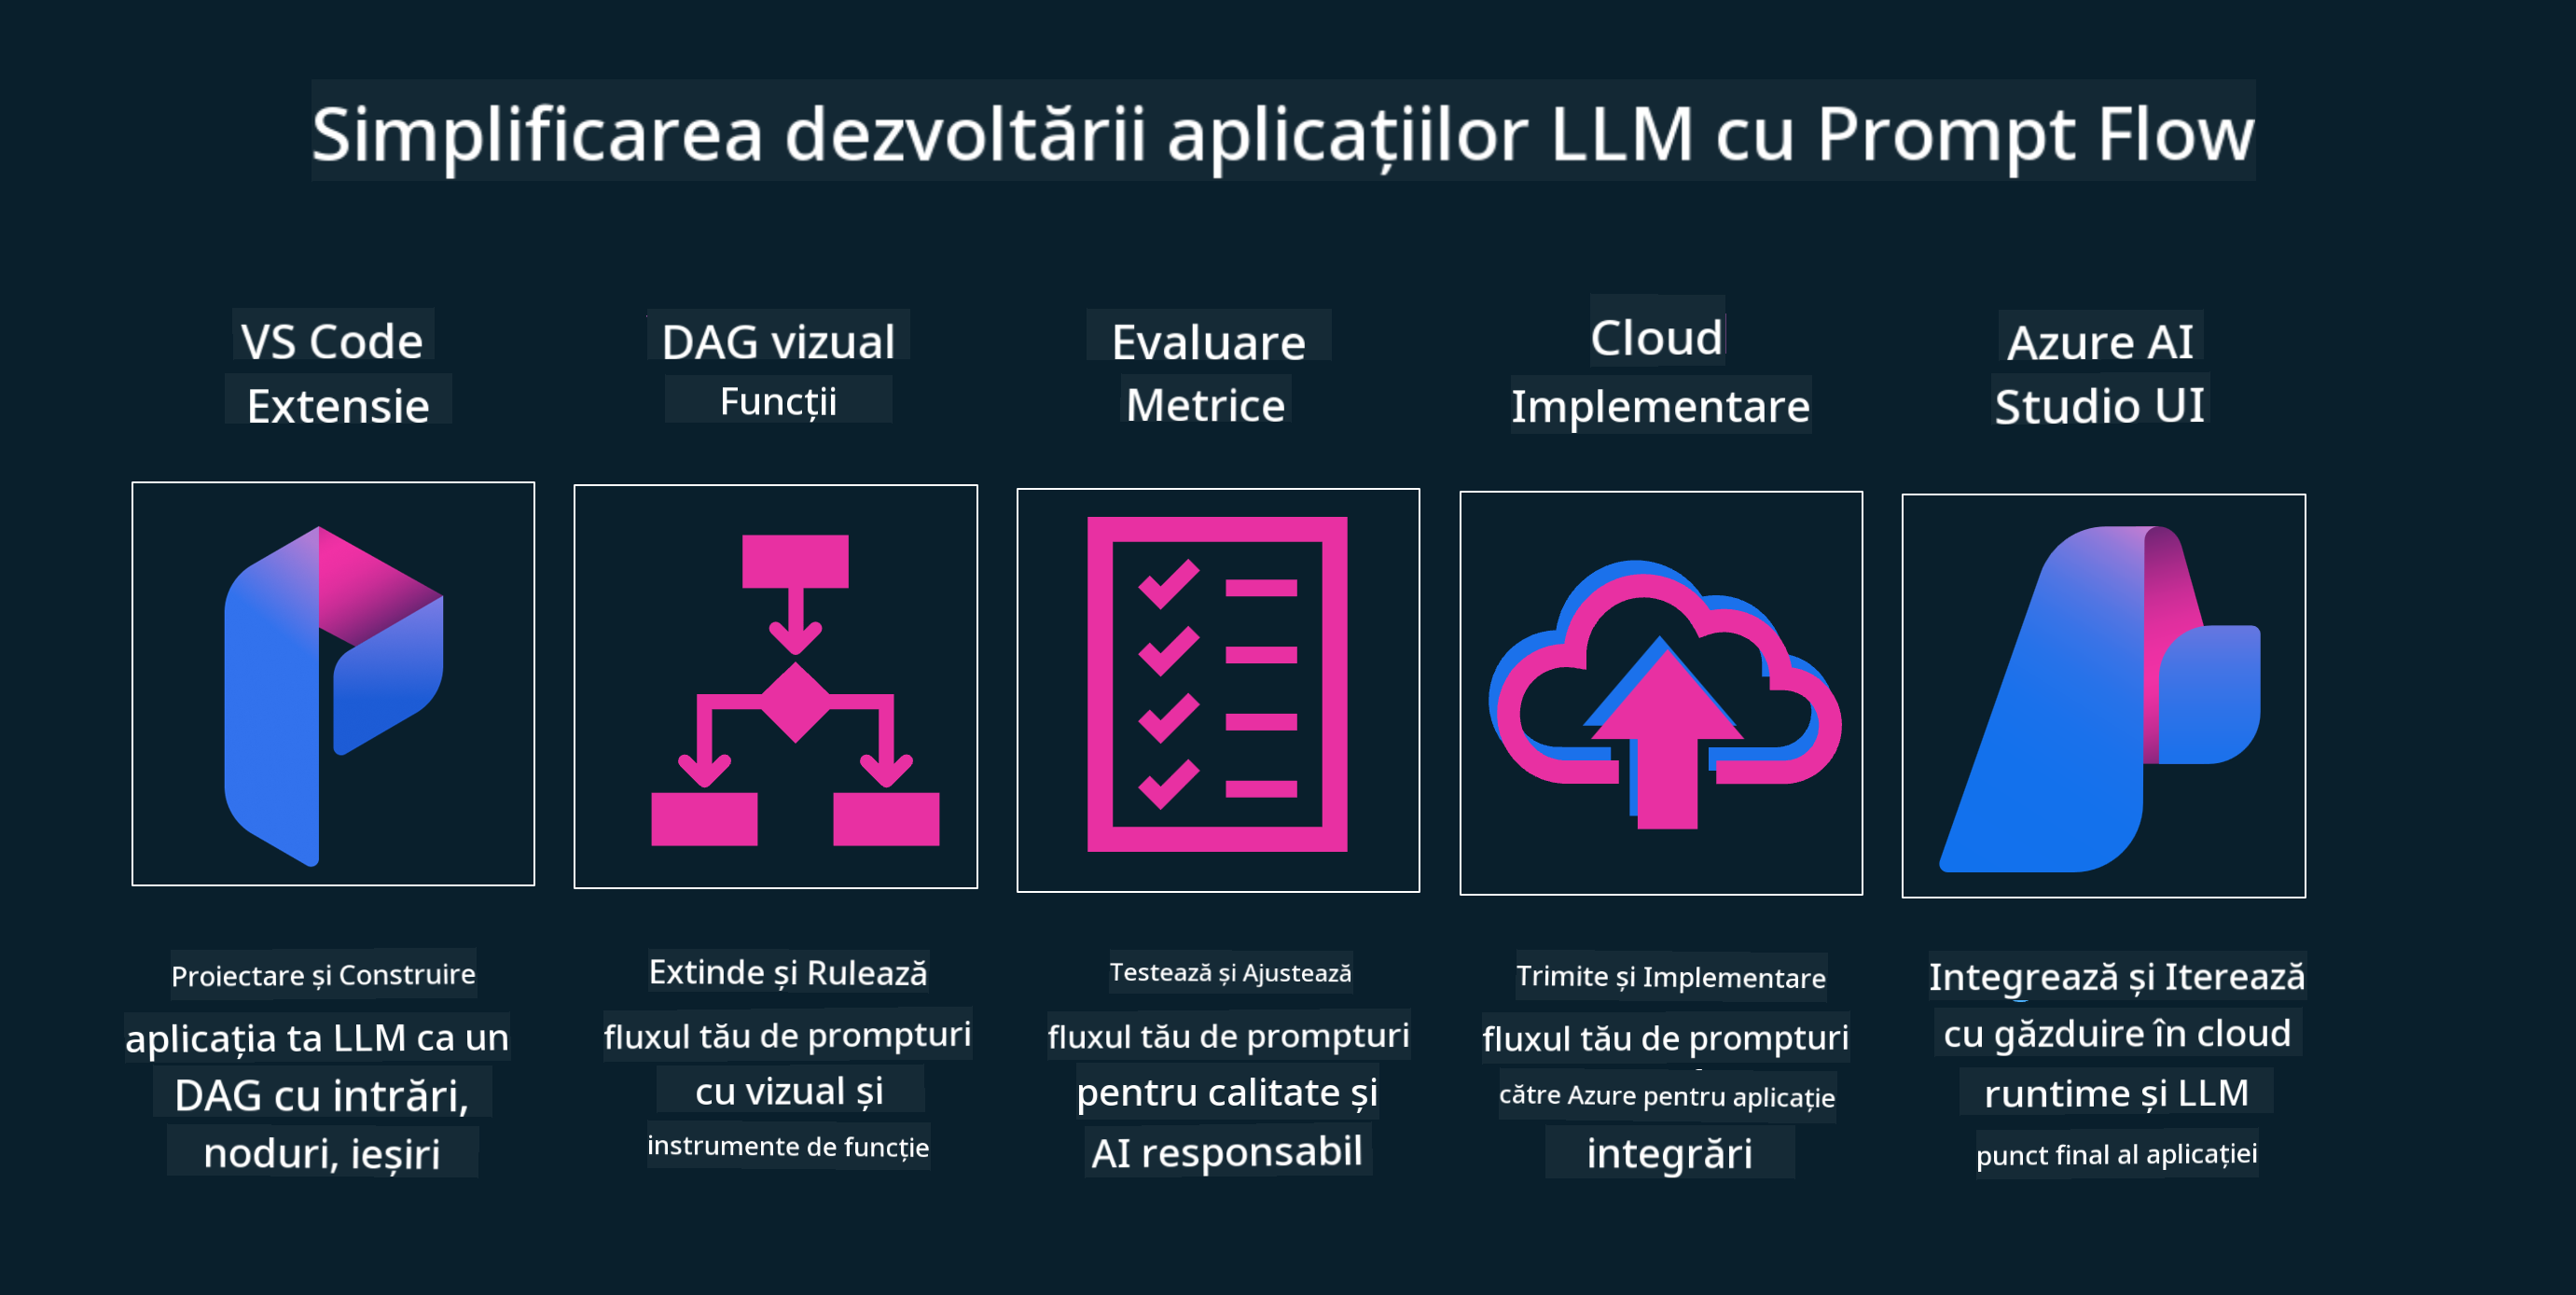 Simplificarea dezvoltării aplicațiilor LLM cu Prompt Flow
VS Code
Extensie
DAG vizual
Funcții
Evaluare
Metrice
Cloud
Implementare
Azure AI
Studio UI
Proiectare și Construire
aplicația ta LLM ca un
DAG cu intrări,
noduri, ieșiri
Extinde și Rulează
fluxul tău de prompturi
cu vizual și
instrumente de funcție
Testează și Ajustează
fluxul tău de prompturi
pentru calitate și
AI responsabil
Trimite și Implementare
fluxul tău de prompturi
către Azure pentru aplicație
integrări
Integrează și Iterează
cu găzduire în cloud
runtime și LLM
punct final al aplicației